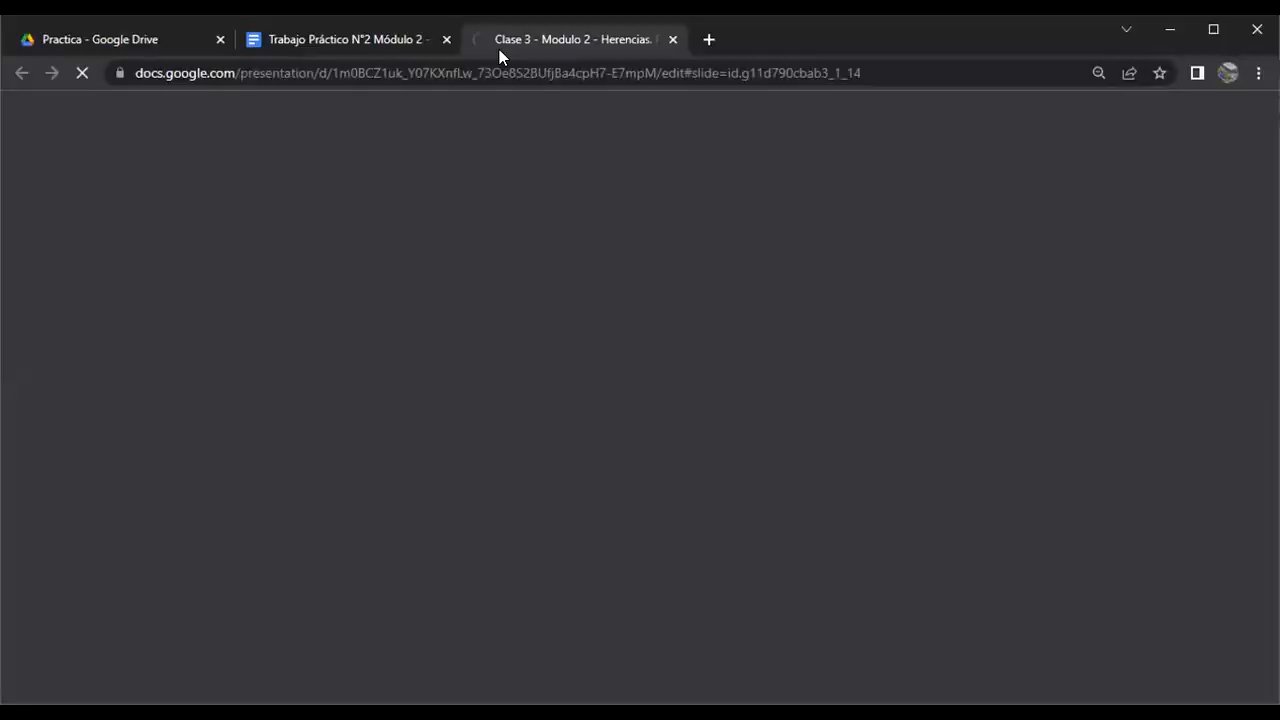 Practica - Google Drive
Trabajo Práctico N°2 Módulo 2 -
Clase 3 - Modulo 2 - Herencias.
docs.google.com/presentation/d/1m0BCZ1uk_Y07KXnfLw_73Oe8S2BUfjBa4cpH7-E7mpM/edit#slide=id.g11d790cbab3_1_14